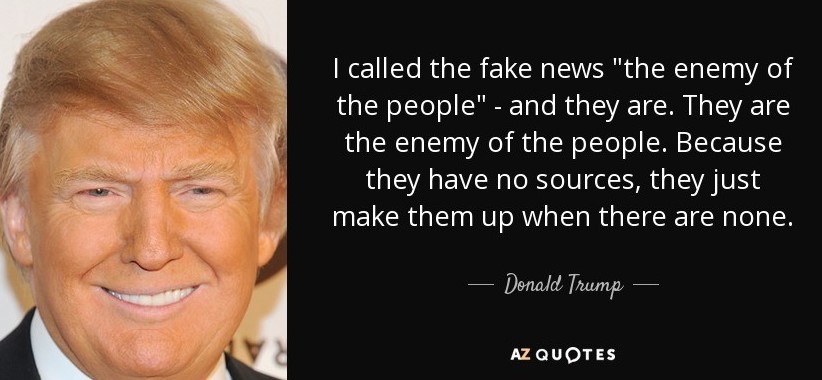 I called the fake news "the enemy of
the people" - and they are. They are
the enemy of the people. Because
they have no sources, they just
make them up when there are none.
Donald Trump
AZ QUOTES